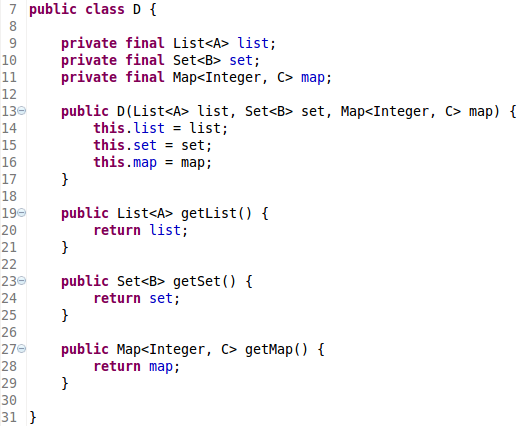 7 public class D {
8
9     private final List<A> list;
10     private final Set<B> set;
11     private final Map<Integer, C> map;
12
13     public D(List<A> list, Set<B> set, Map<Integer, C> map) {
14         this.list = list;
15         this.set = set;
16         this.map = map;
17     }
18
19     public List<A> getList() {
20         return list;
21     }
22
23     public Set<B> getSet() {
24         return set;
25     }
26
27     public Map<Integer, C> getMap() {
28         return map;
29     }
30
31 }